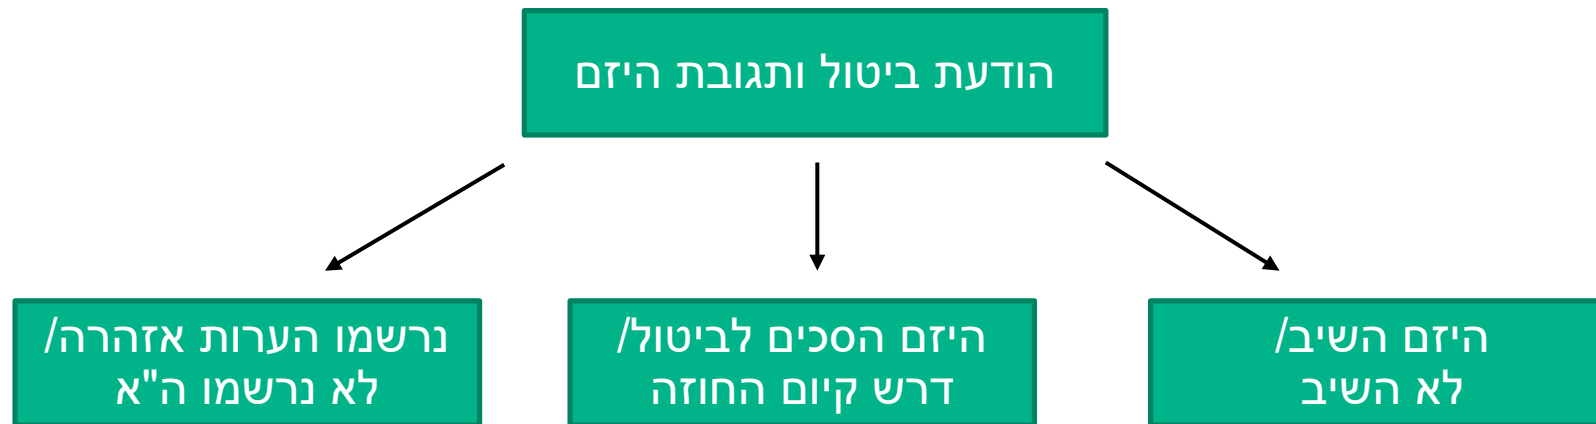 הודעת ביטול ותגובת היזם
היזם השיב/
לא השיב
היזם הסכים לביטול/
דרש קיום החוזה
נרשמו הערות אזהרה/
לא נרשמו ה"א